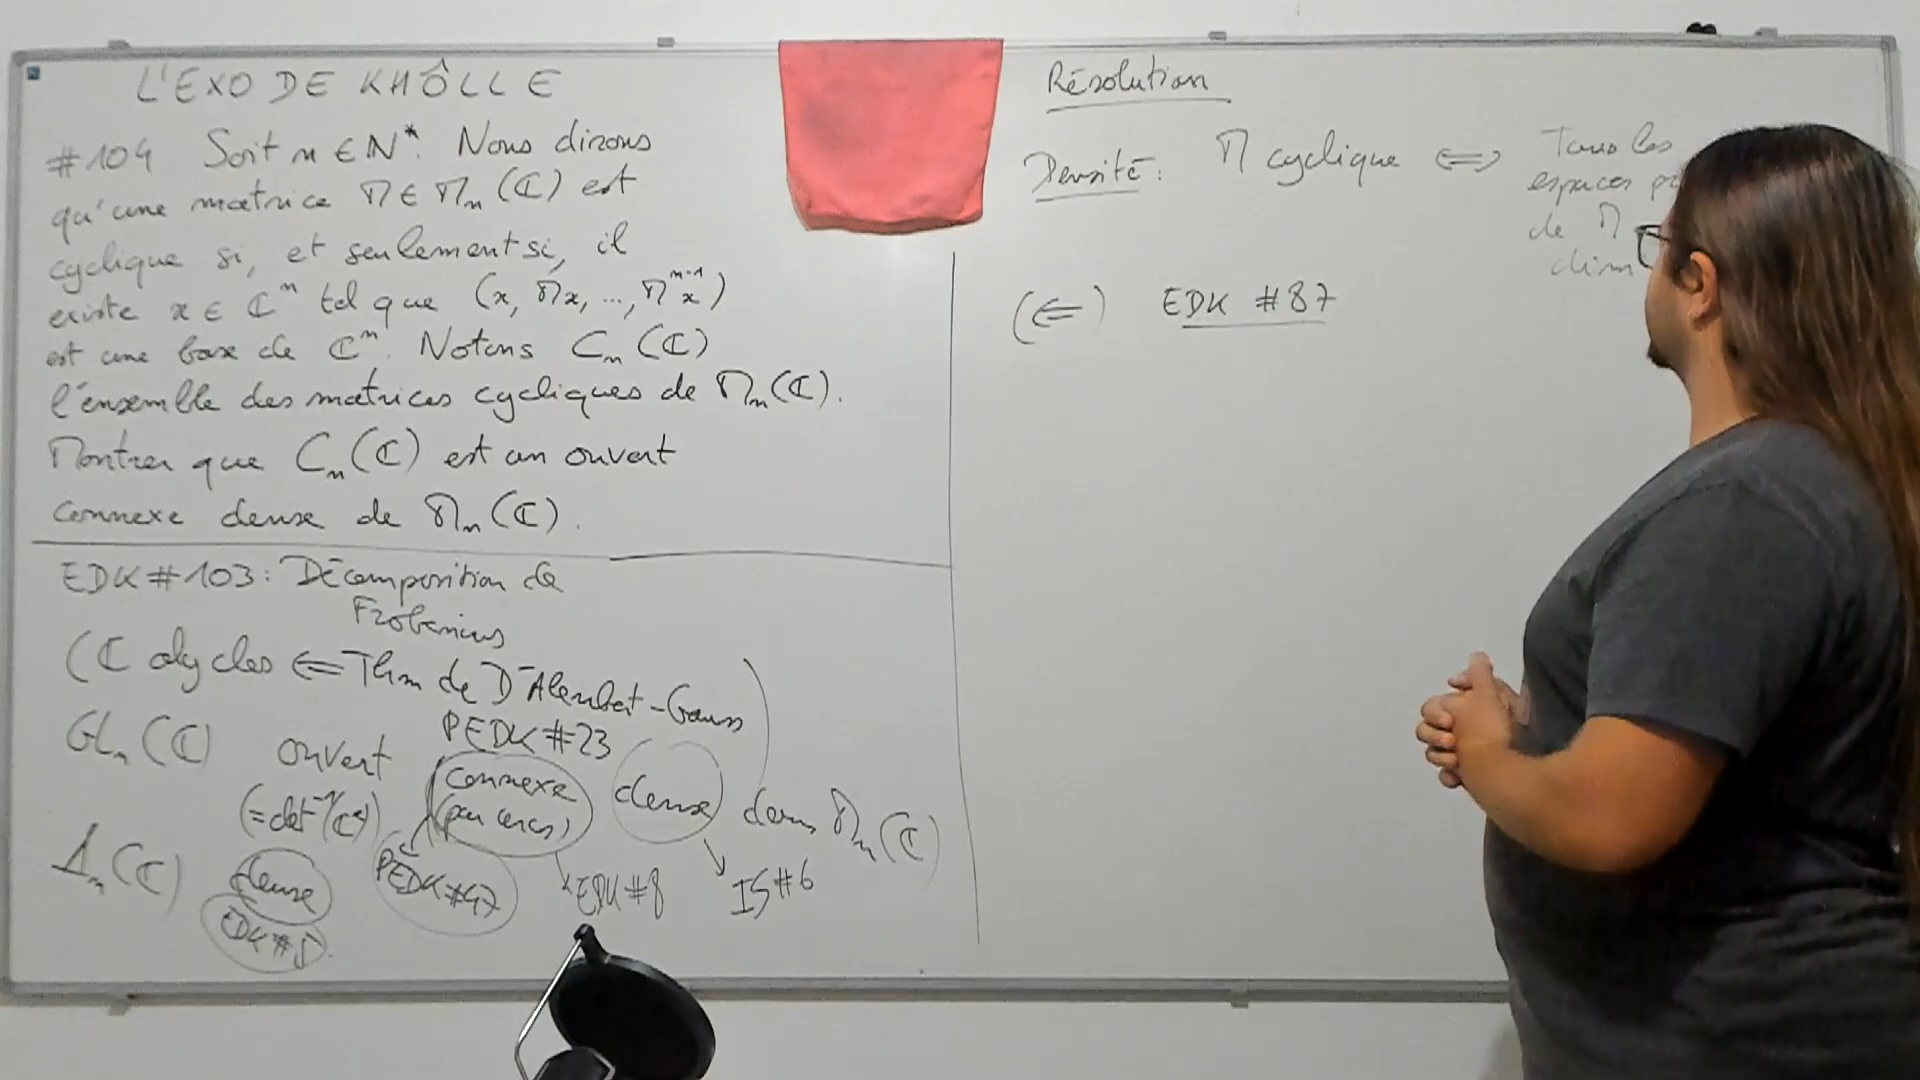 L'EXO DE KHÔLLE
#104 Soit n ∈ N*. Nous dirons
qu'une matrice M ∈ Mn(C) est
cyclique si, et seulement si, il
existe x ∈ C^n tel que (x, Mx, ..., M^{n-1}x)
est une base de C^n. Notons Cn(C)
l'ensemble des matrices cycliques de Mn(C).
Montrer que Cn(C) est un ouvert
connexe dense de Mn(C).
EDK #103: Décomposition de
Frobenius
(C alg clos ⇐ Thm de D'Alembert-Gauss
PEDK #23)
GLn(C) ouvert connexe dense dans Mn(C)
(= det^{-1}(C*)) (par arcs)
PEDK #47 EDK #8 IS #6
Δn(C) dense
EDK #5
Résolution
Densité: M cyclique ⇔ Tous les
espaces
de M
dim
(⇐) EDK #87